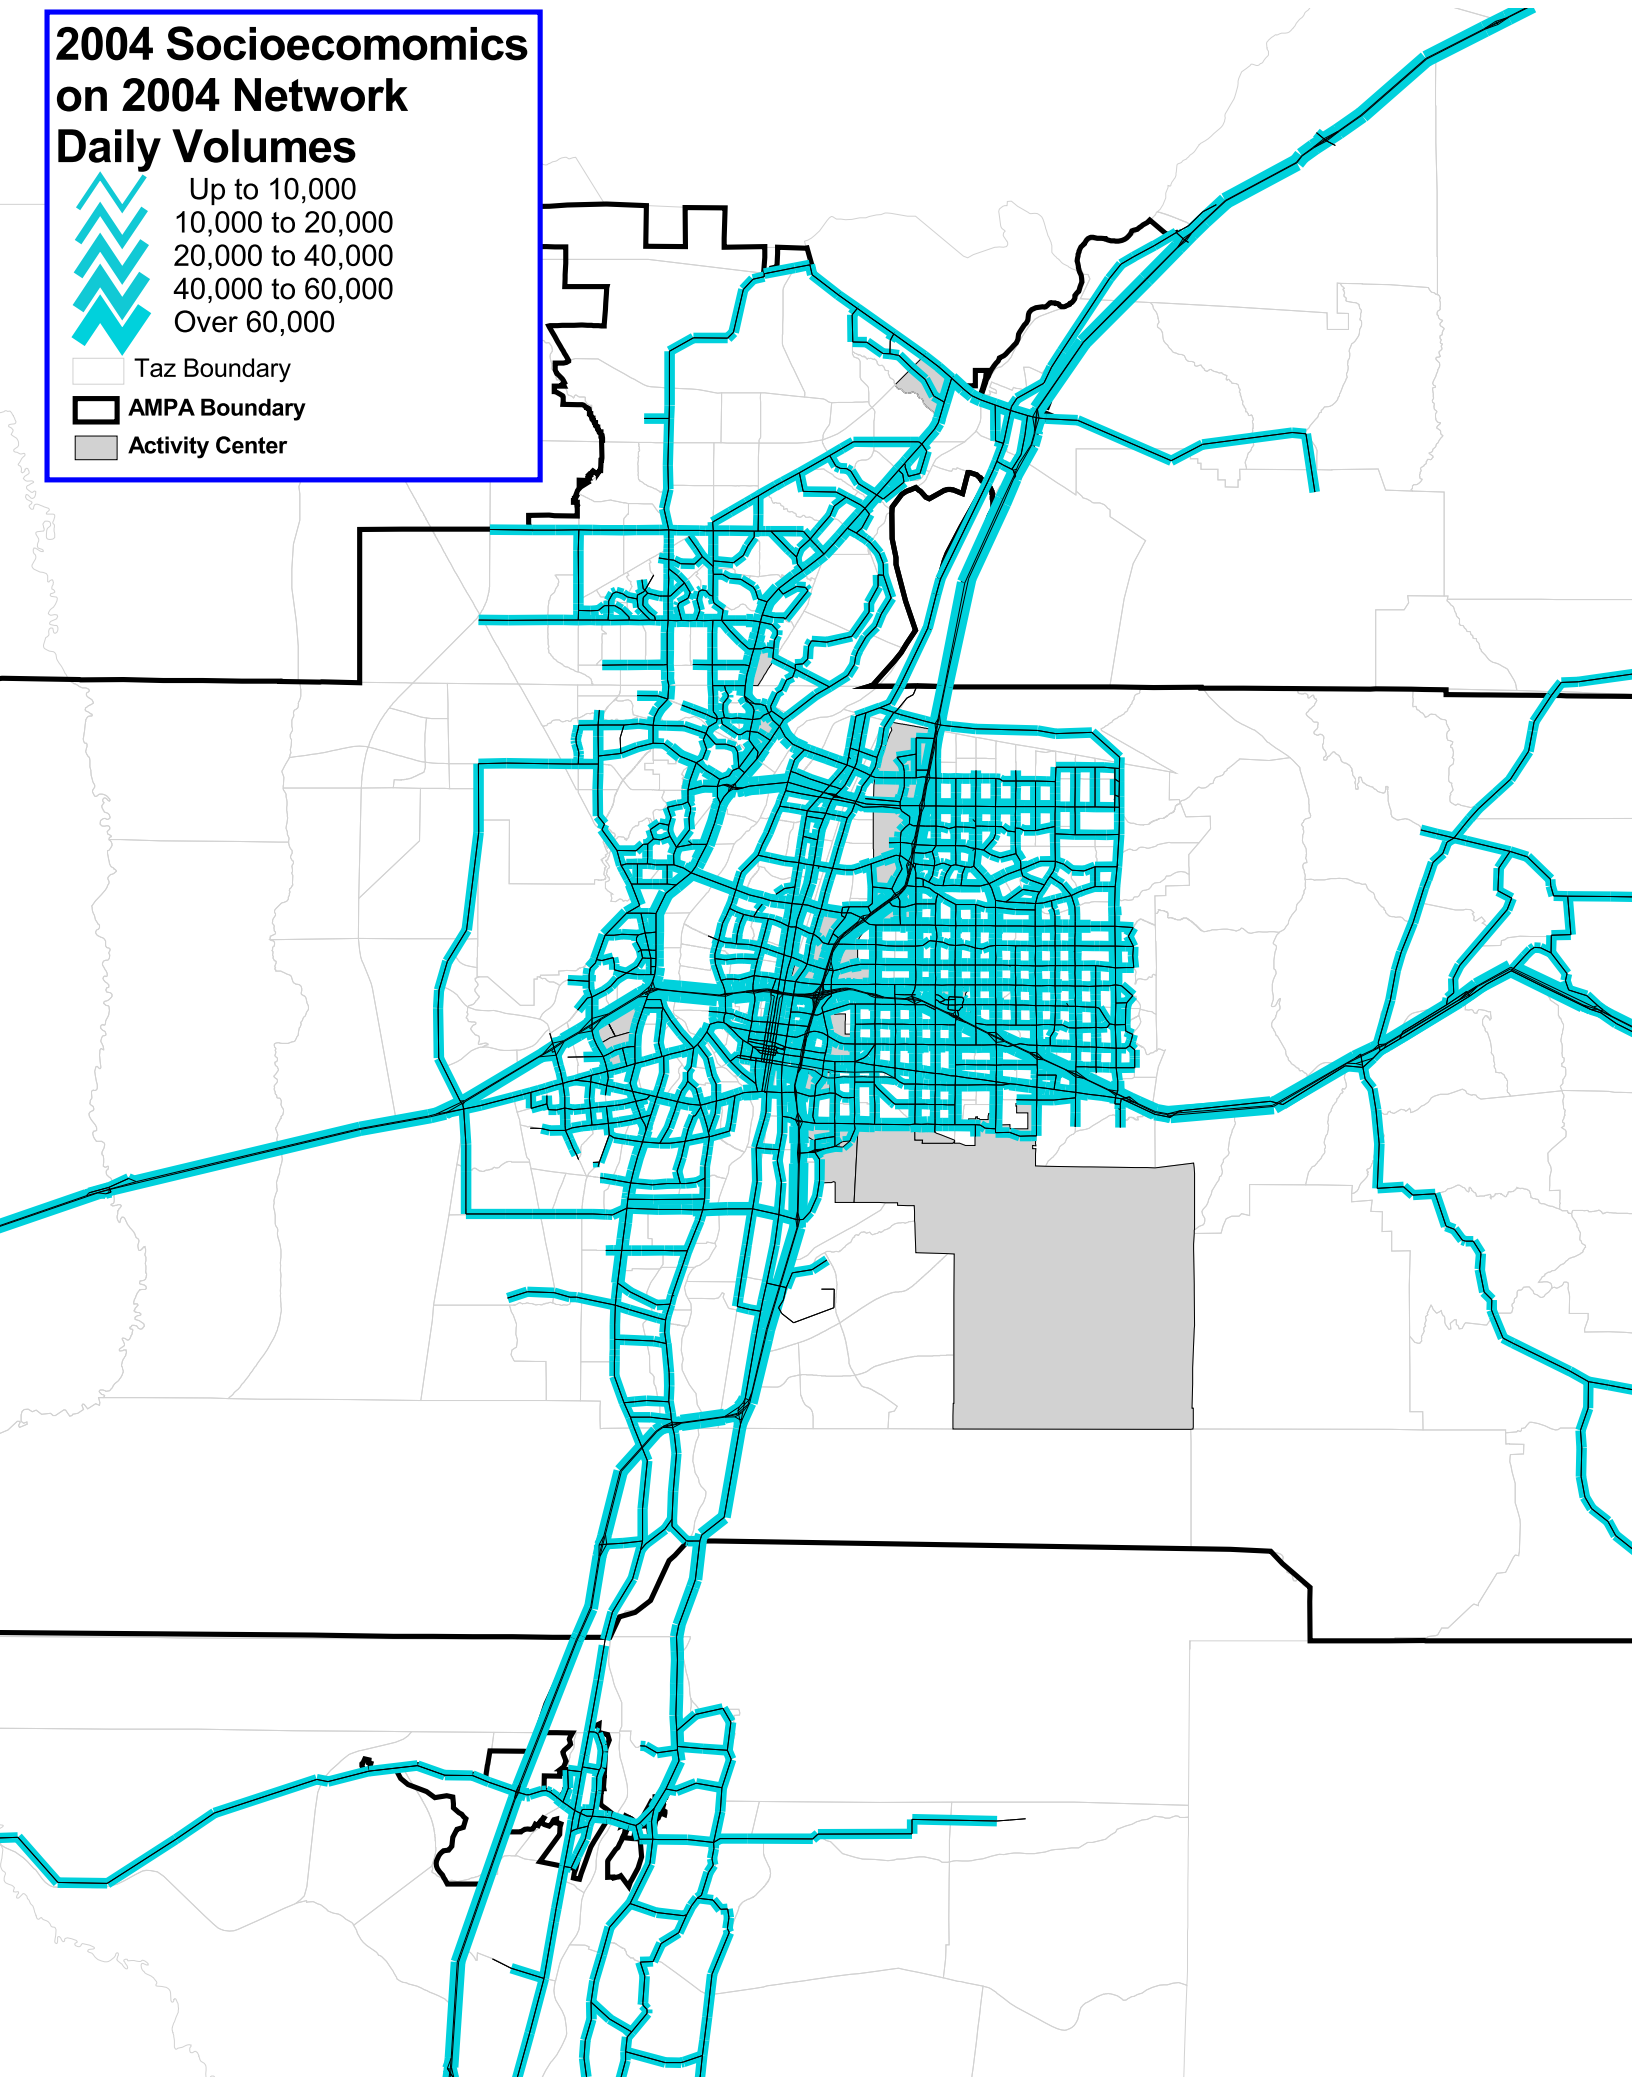 2004 Socioecomomics
on 2004 Network
Daily Volumes
Up to 10,000
10,000 to 20,000
20,000 to 40,000
40,000 to 60,000
Over 60,000
Taz Boundary
AMPA Boundary
Activity Center